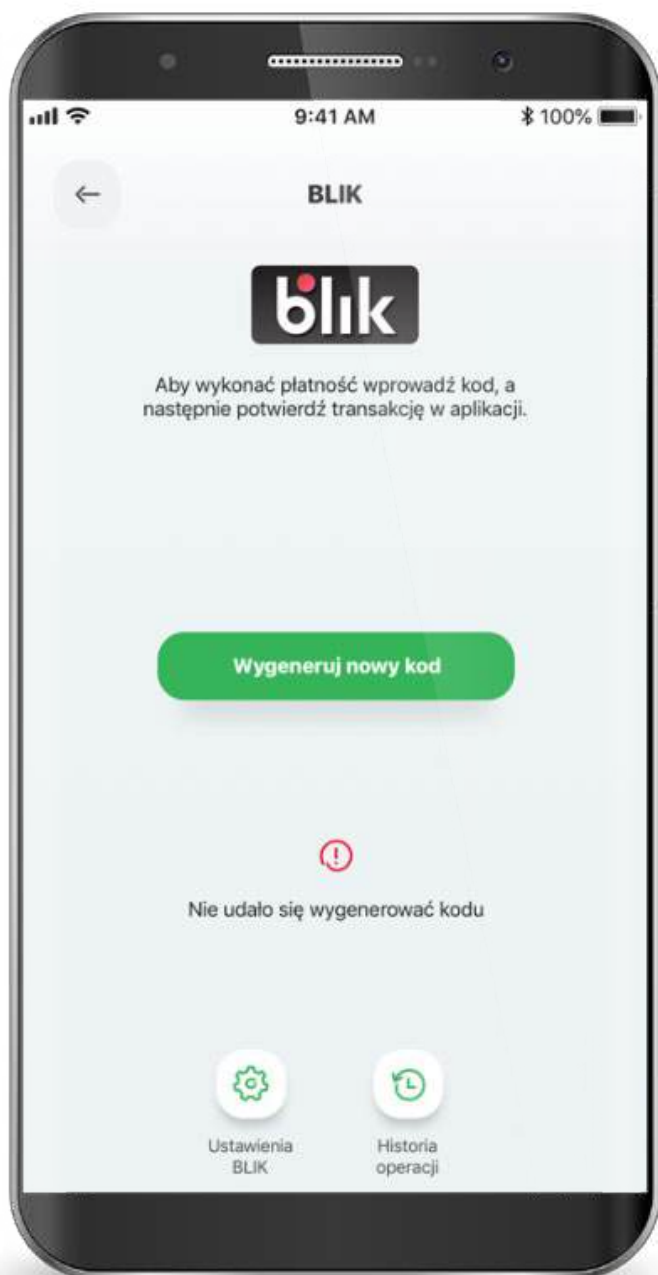 9:41 AM
100%
BLIK
blik
Aby wykonać płatność wprowadź kod, a
następnie potwierdź transakcję w aplikacji.
Wygeneruj nowy kod
Nie udało się wygenerować kodu
Ustawienia
BLIK
Historia
operacji